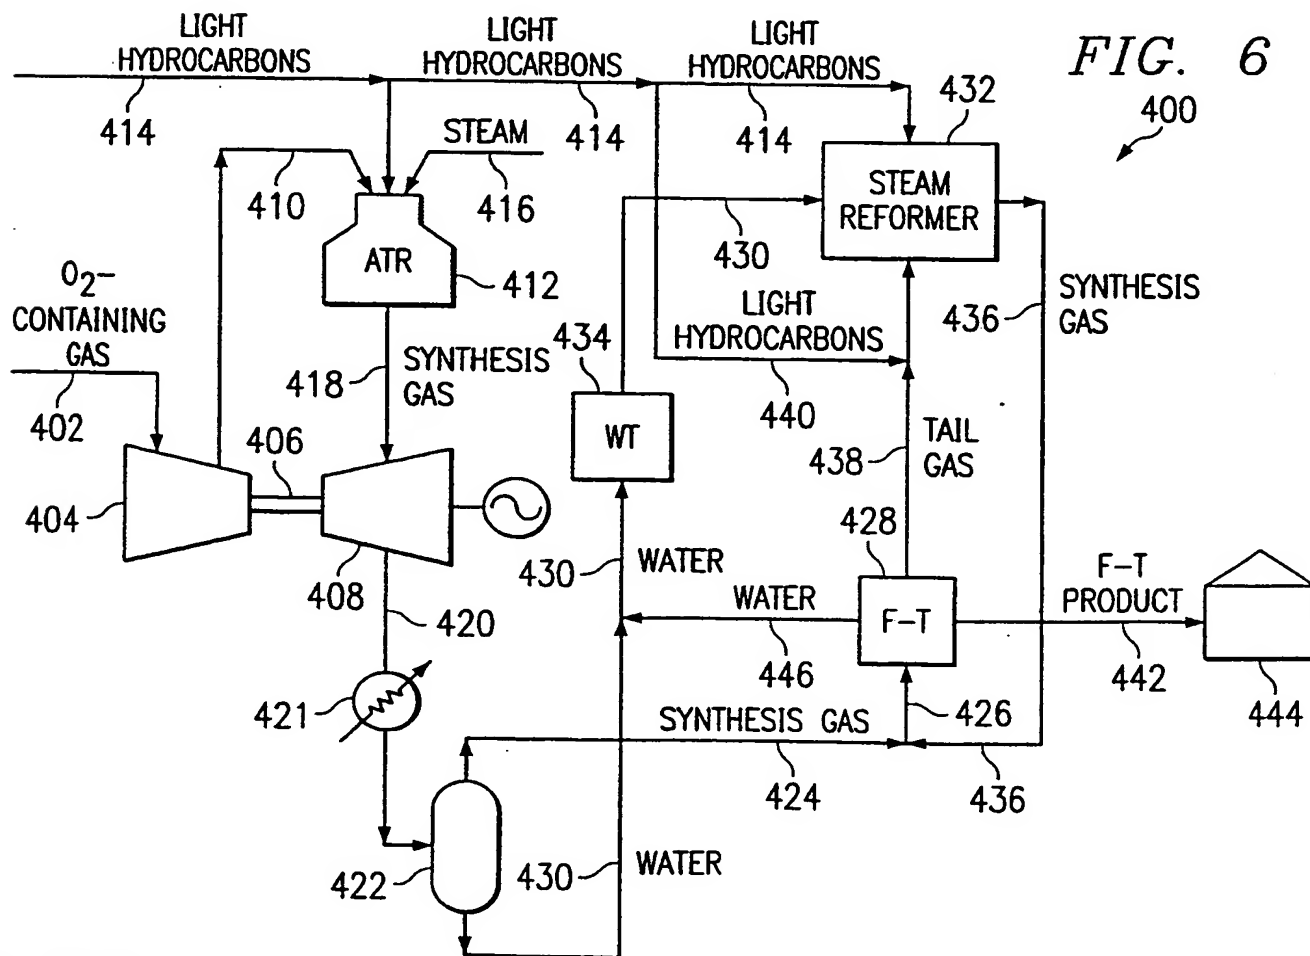 LIGHT
HYDROCARBONS
414
LIGHT
HYDROCARBONS
414
LIGHT
HYDROCARBONS
414
FIG. 6
400
432
STEAM
416
410
ATR
412
STEAM
REFORMER
430
O2-
CONTAINING
GAS
402
418
SYNTHESIS
GAS
434
LIGHT
HYDROCARBONS
440
436
SYNTHESIS
GAS
WT
438
TAIL
GAS
404
406
408
420
430
WATER
428
F-T
WATER
446
F-T
PRODUCT
442
444
421
SYNTHESIS GAS
424
426
436
422
430
WATER